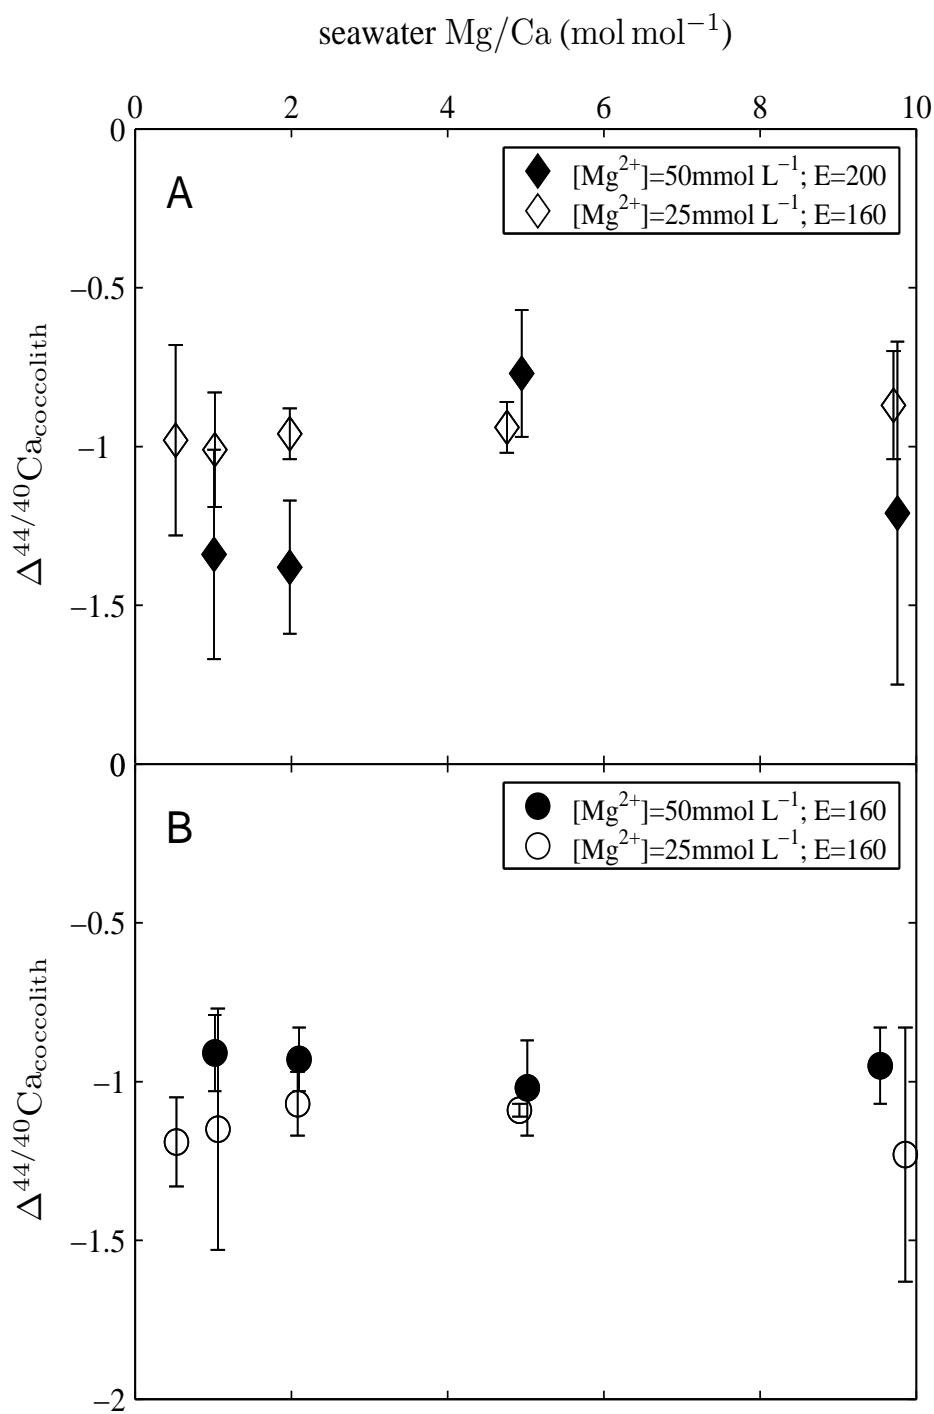 seawater Mg/Ca (mol mol⁻¹)
0 2 4 6 8 10
0
−0.5
−1
−1.5
Δ⁴⁴/⁴⁰Ca_coccolith
A
[Mg²⁺]=50mmol L⁻¹; E=200
[Mg²⁺]=25mmol L⁻¹; E=160
0
−0.5
−1
−1.5
−2
Δ⁴⁴/⁴⁰Ca_coccolith
B
[Mg²⁺]=50mmol L⁻¹; E=160
[Mg²⁺]=25mmol L⁻¹; E=160